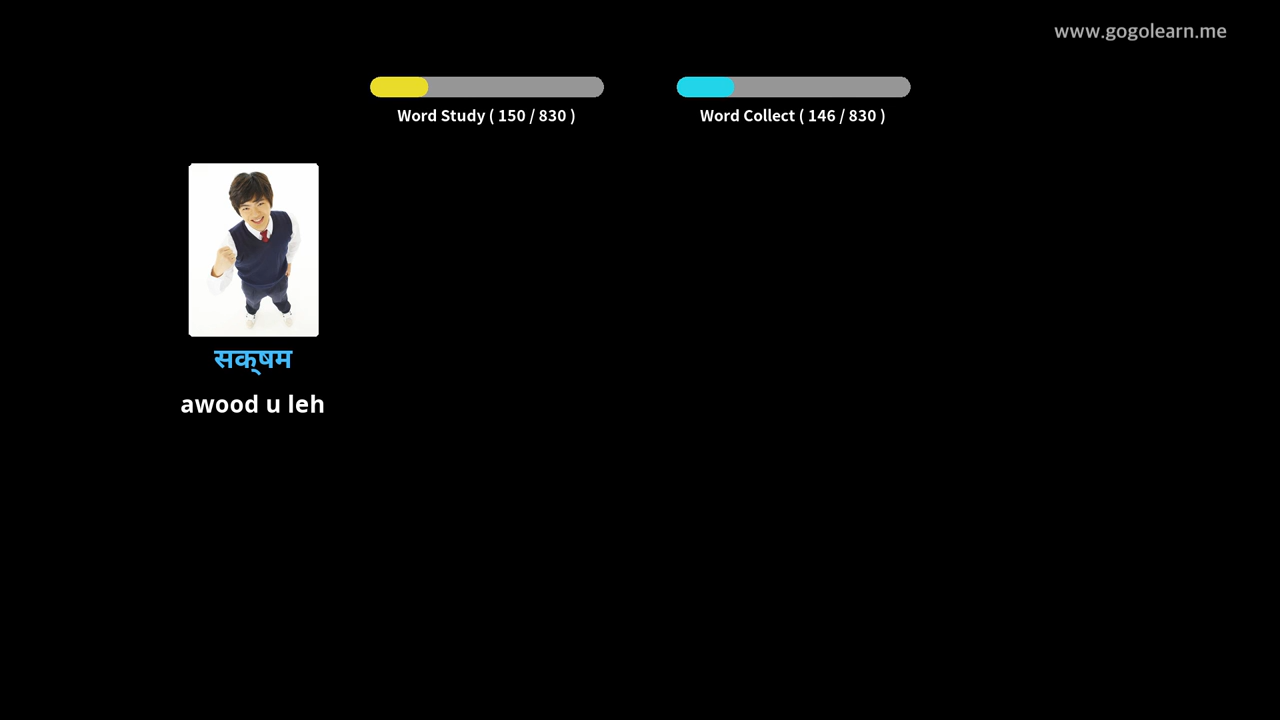 www.gogolearn.me
Word Study ( 150 / 830 )
Word Collect ( 146 / 830 )
सक्‌षम
awood u leh